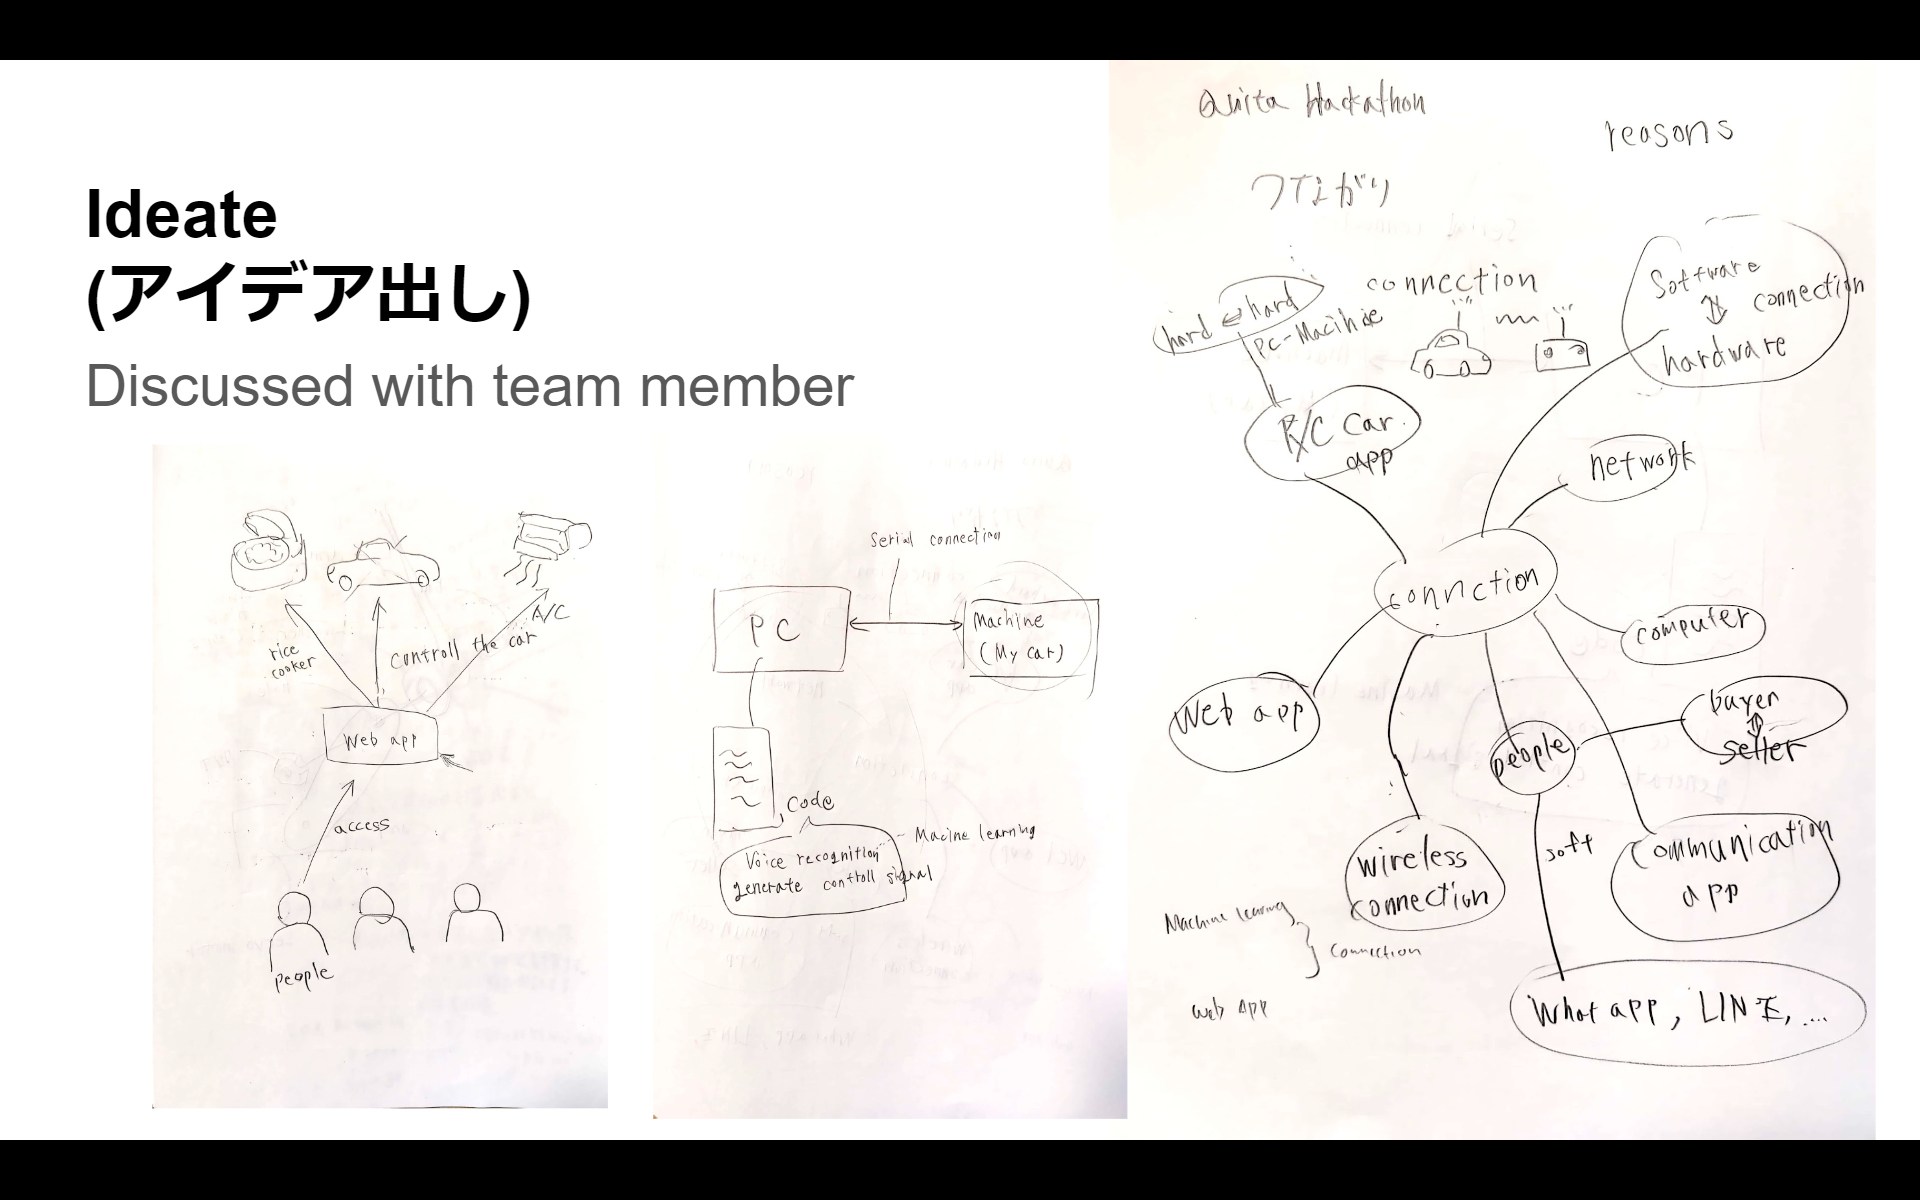 Ideate
(アイデア出し)
Discussed with team member
rice
cooker
controll the car
A/C
Web app
access
people
Serial connection
PC
Machine
(My car)
Code
Macine learning
Voice recognition
generate controll signal
Quita Hackathon
reasons
つながり
connection
hard ⇔ hard
PC-Macihie
Software
⇕ connection
hardware
R/C Car
app
network
connction
computer
Web app
people
buyer
⇕
seller
wireless
connection
soft
Communication
app
Machine learning
Connection
Web App
What app, LINE, ...